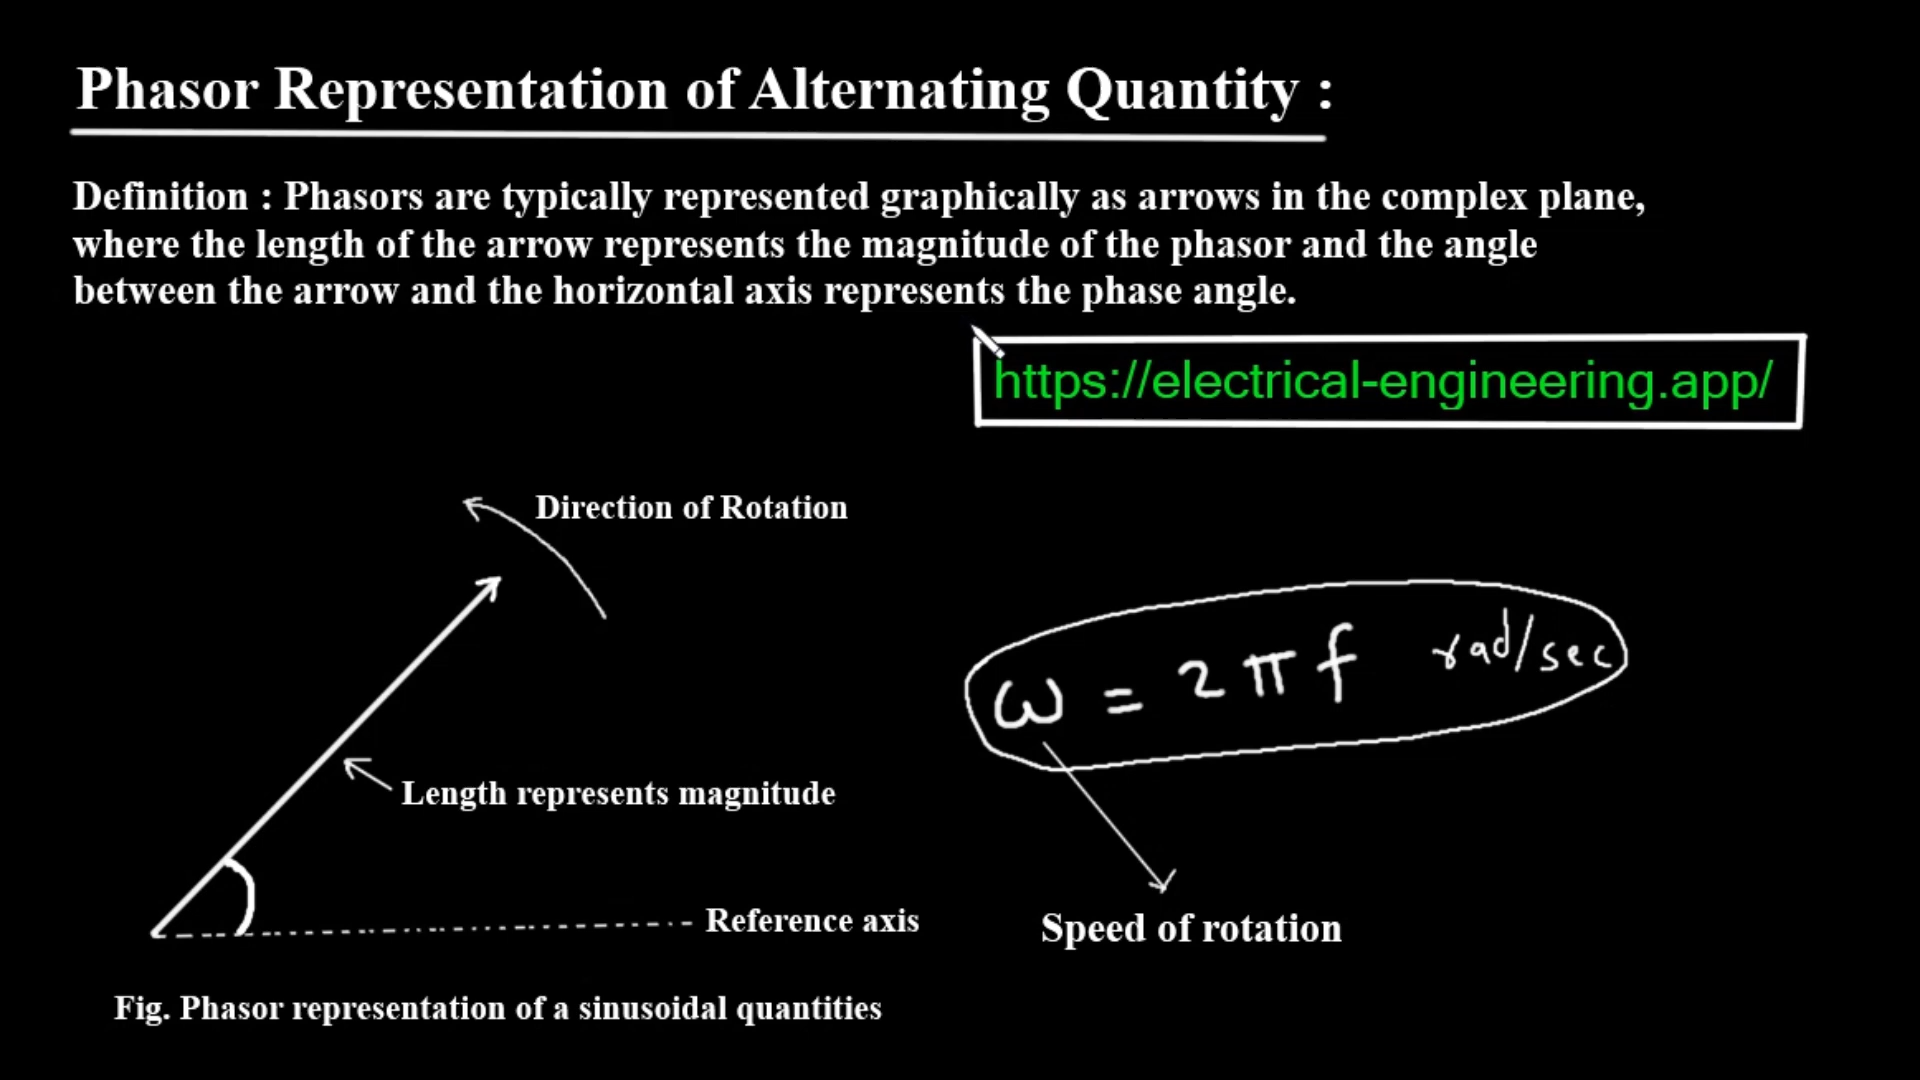 Phasor Representation of Alternating Quantity :
Definition : Phasors are typically represented graphically as arrows in the complex plane,
where the length of the arrow represents the magnitude of the phasor and the angle
between the arrow and the horizontal axis represents the phase angle.
https://electrical-engineering.app/
Direction of Rotation
ω = 2πf rad/sec
Length represents magnitude
Reference axis
Speed of rotation
Fig. Phasor representation of a sinusoidal quantities